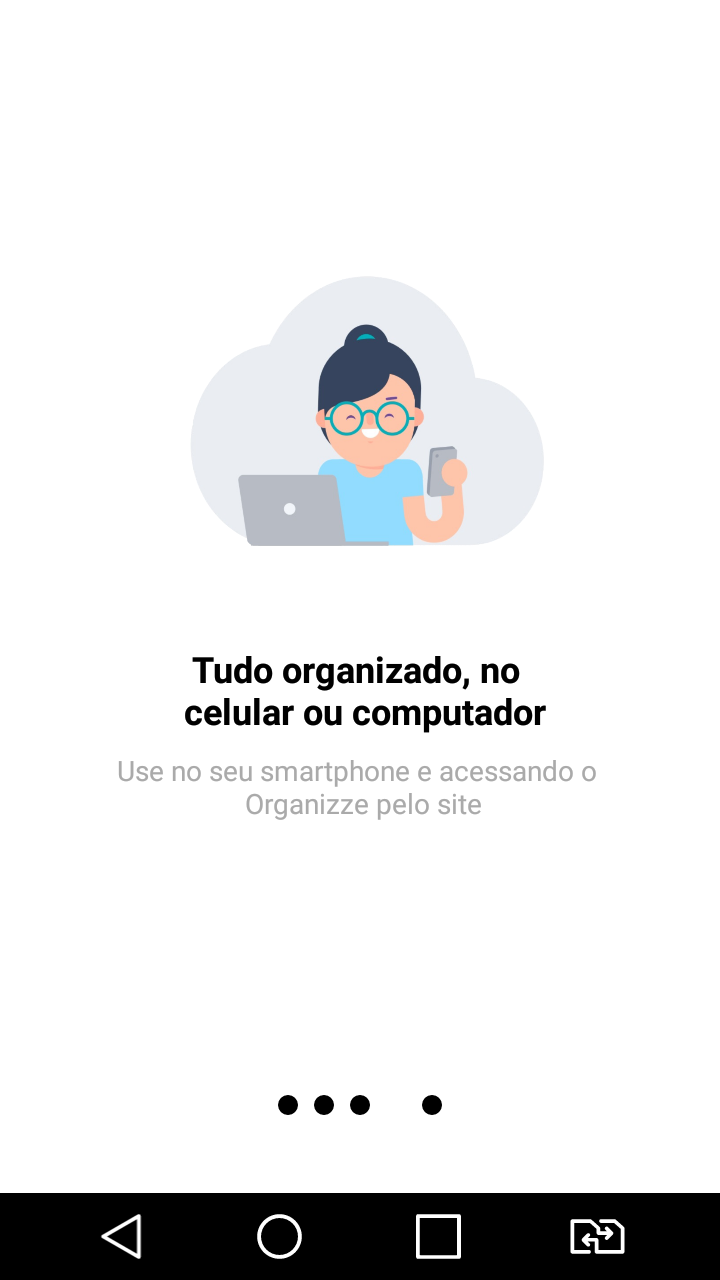 Tudo organizado, no
celular ou computador
Use no seu smartphone e acessando o
Organizze pelo site